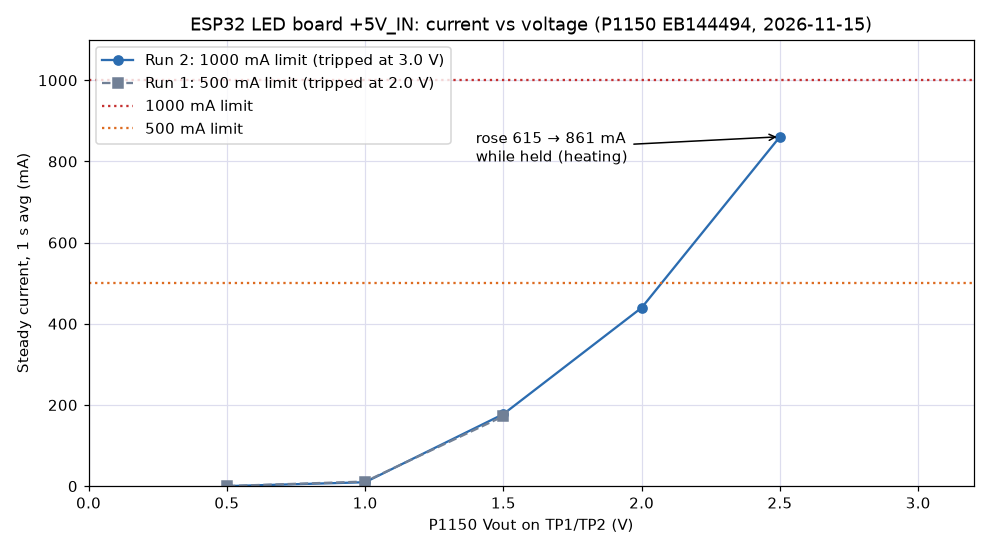 ESP32 LED board +5V_IN: current vs voltage (P1150 EB144494, 2026-11-15)
Run 2: 1000 mA limit (tripped at 3.0 V)
Run 1: 500 mA limit (tripped at 2.0 V)
1000 mA limit
500 mA limit
rose 615 → 861 mA
while held (heating)
Steady current, 1 s avg (mA)
1000
800
600
400
200
0
0.0 0.5 1.0 1.5 2.0 2.5 3.0
P1150 Vout on TP1/TP2 (V)